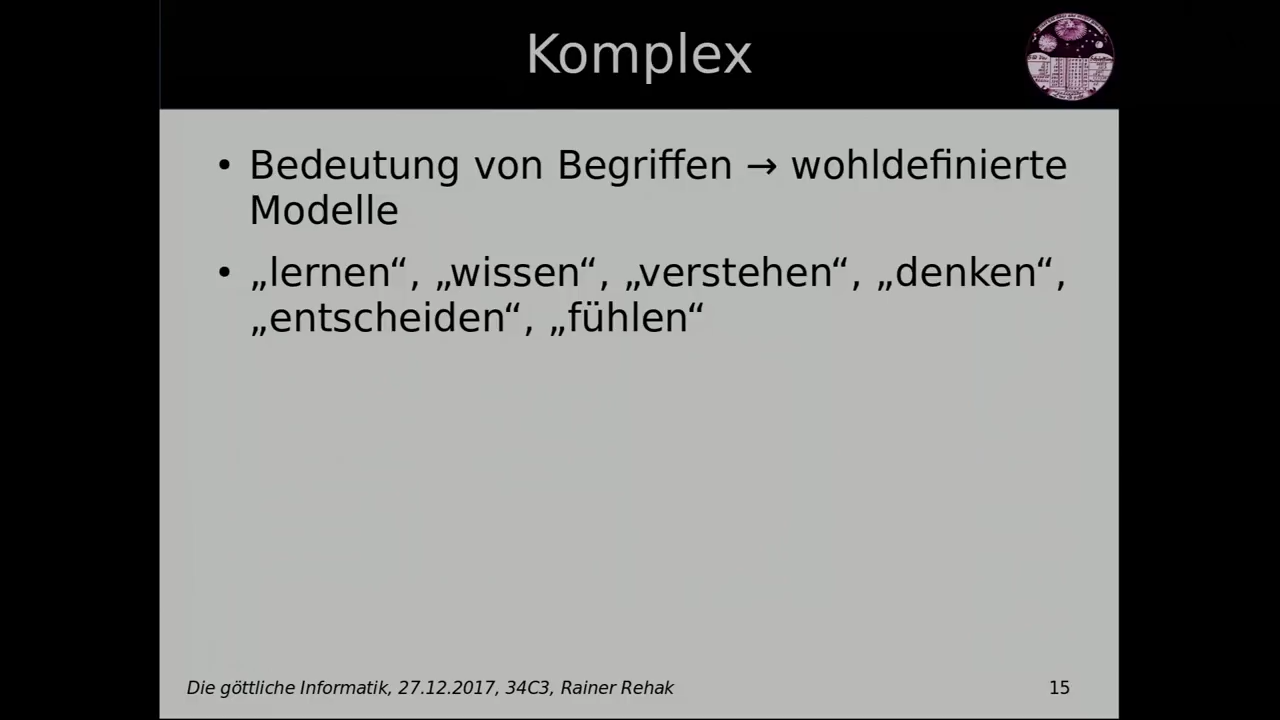 Komplex
• Bedeutung von Begriffen → wohldefinierte
Modelle
• „lernen“, „wissen“, „verstehen“, „denken“,
„entscheiden“, „fühlen“
Die göttliche Informatik, 27.12.2017, 34C3, Rainer Rehak
15